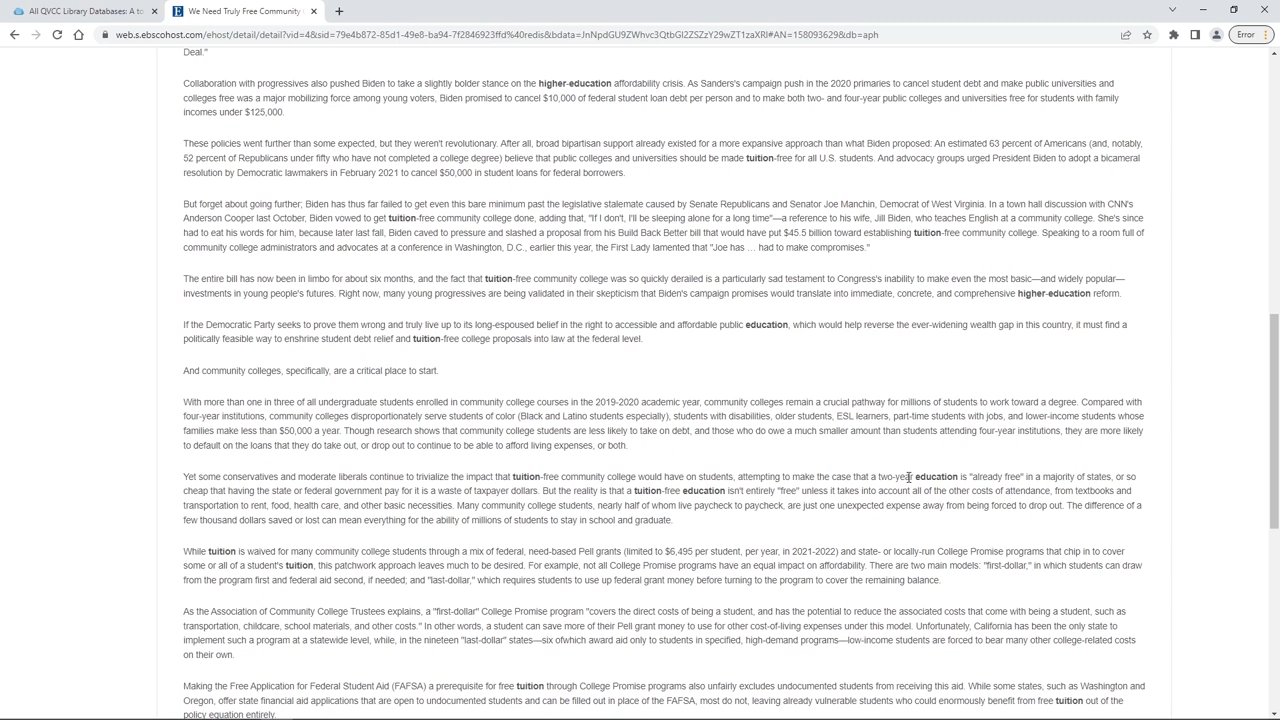 All QVCC Library Databases: A to
We Need Truly Free Community
web.s.ebscohost.com/ehost/detail/detail?vid=4&sid=79e4b872-85d1-49e8-ba94-7f2846923ffd%40redis&bdata=JnNpdGU9ZWhvc3QtbGl2ZSZzY29wZT1zaXRl#AN=158093629&db=aph
Error
Deal."
Collaboration with progressives also pushed Biden to take a slightly bolder stance on the higher-education affordability crisis. As Sanders's campaign push in the 2020 primaries to cancel student debt and make public universities and
colleges free was a major mobilizing force among young voters, Biden promised to cancel $10,000 of federal student loan debt per person and to make both two- and four-year public colleges and universities free for students with family
incomes under $125,000.
These policies went further than some expected, but they weren't revolutionary. After all, broad bipartisan support already existed for a more expansive approach than what Biden proposed: An estimated 63 percent of Americans (and, notably,
52 percent of Republicans under fifty who have not completed a college degree) believe that public colleges and universities should be made tuition-free for all U.S. students. And advocacy groups urged President Biden to adopt a bicameral
resolution by Democratic lawmakers in February 2021 to cancel $50,000 in student loans for federal borrowers.
But forget about going further; Biden has thus far failed to get even this bare minimum past the legislative stalemate caused by Senate Republicans and Senator Joe Manchin, Democrat of West Virginia. In a town hall discussion with CNN's
Anderson Cooper last October, Biden vowed to get tuition-free community college done, adding that, "If I don't, I'll be sleeping alone for a long time"—a reference to his wife, Jill Biden, who teaches English at a community college. She's since
had to eat his words for him, because later last fall, Biden caved to pressure and slashed a proposal from his Build Back Better bill that would have put $45.5 billion toward establishing tuition-free community college. Speaking to a room full of
community college administrators and advocates at a conference in Washington, D.C., earlier this year, the First Lady lamented that "Joe has … had to make compromises."
The entire bill has now been in limbo for about six months, and the fact that tuition-free community college was so quickly derailed is a particularly sad testament to Congress's inability to make even the most basic—and widely popular—
investments in young people's futures. Right now, many young progressives are being validated in their skepticism that Biden's campaign promises would translate into immediate, concrete, and comprehensive higher-education reform.
If the Democratic Party seeks to prove them wrong and truly live up to its long-espoused belief in the right to accessible and affordable public education, which would help reverse the ever-widening wealth gap in this country, it must find a
politically feasible way to enshrine student debt relief and tuition-free college proposals into law at the federal level.
And community colleges, specifically, are a critical place to start.
With more than one in three of all undergraduate students enrolled in community college courses in the 2019-2020 academic year, community colleges remain a crucial pathway for millions of students to work toward a degree. Compared with
four-year institutions, community colleges disproportionately serve students of color (Black and Latino students especially), students with disabilities, older students, ESL learners, part-time students with jobs, and lower-income students whose
families make less than $50,000 a year. Though research shows that community college students are less likely to take on debt, and those who do owe a much smaller amount than students attending four-year institutions, they are more likely
to default on the loans that they do take out, or drop out to continue to be able to afford living expenses, or both.
Yet some conservatives and moderate liberals continue to trivialize the impact that tuition-free community college would have on students, attempting to make the case that a two-year education is "already free" in a majority of states, or so
cheap that having the state or federal government pay for it is a waste of taxpayer dollars. But the reality is that a tuition-free education isn't entirely "free" unless it takes into account all of the other costs of attendance, from textbooks and
transportation to rent, food, health care, and other basic necessities. Many community college students, nearly half of whom live paycheck to paycheck, are just one unexpected expense away from being forced to drop out. The difference of a
few thousand dollars saved or lost can mean everything for the ability of millions of students to stay in school and graduate.
While tuition is waived for many community college students through a mix of federal, need-based Pell grants (limited to $6,495 per student, per year, in 2021-2022) and state- or locally-run College Promise programs that chip in to cover
some or all of a student's tuition, this patchwork approach leaves much to be desired. For example, not all College Promise programs have an equal impact on affordability. There are two main models: "first-dollar," in which students can draw
from the program first and federal aid second, if needed; and "last-dollar," which requires students to use up federal grant money before turning to the program to cover the remaining balance.
As the Association of Community College Trustees explains, a "first-dollar" College Promise program "covers the direct costs of being a student, and has the potential to reduce the associated costs that come with being a student, such as
transportation, childcare, school materials, and other costs." In other words, a student can save more of their Pell grant money to use for other cost-of-living expenses under this model. Unfortunately, California has been the only state to
implement such a program at a statewide level, while, in the nineteen "last-dollar" states—six ofwhich award aid only to students in specified, high-demand programs—low-income students are forced to bear many other college-related costs
on their own.
Making the Free Application for Federal Student Aid (FAFSA) a prerequisite for free tuition through College Promise programs also unfairly excludes undocumented students from receiving this aid. While some states, such as Washington and
Oregon, offer state financial aid applications that are open to undocumented students and can be filled out in place of the FAFSA, most do not, leaving already vulnerable students who could enormously benefit from free tuition out of the
policy equation entirely.